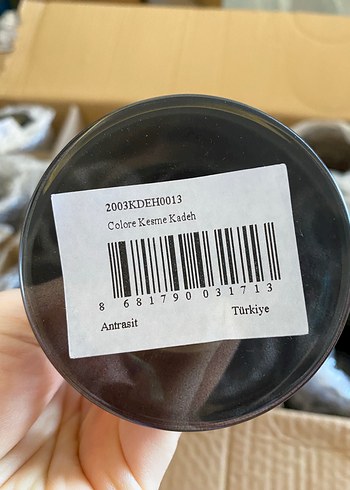 2003KDEH0013
Colore Kesme Kadeh
8 681790 031713
Antrasit Türkiye